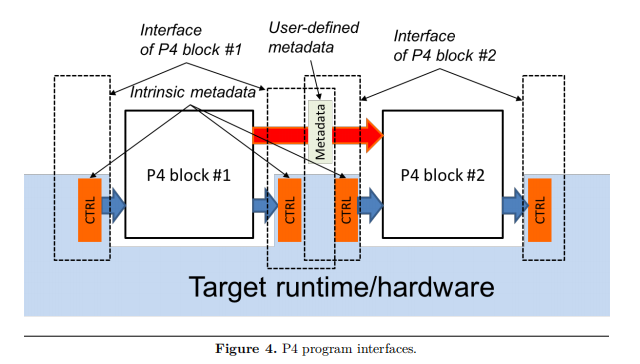 Interface
of P4 block #1
User-defined
metadata
Interface
of P4 block #2
Intrinsic metadata
Metadata
P4 block #1
P4 block #2
CTRL
CTRL
CTRL
CTRL
Target runtime/hardware
Figure 4. P4 program interfaces.